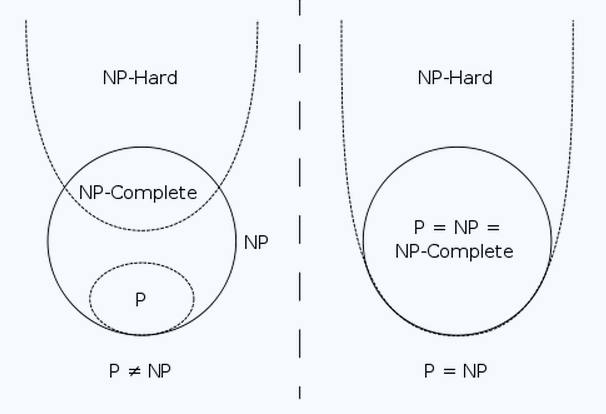 NP-Hard
NP-Complete
NP
P
P ≠ NP
NP-Hard
P = NP =
NP-Complete
P = NP